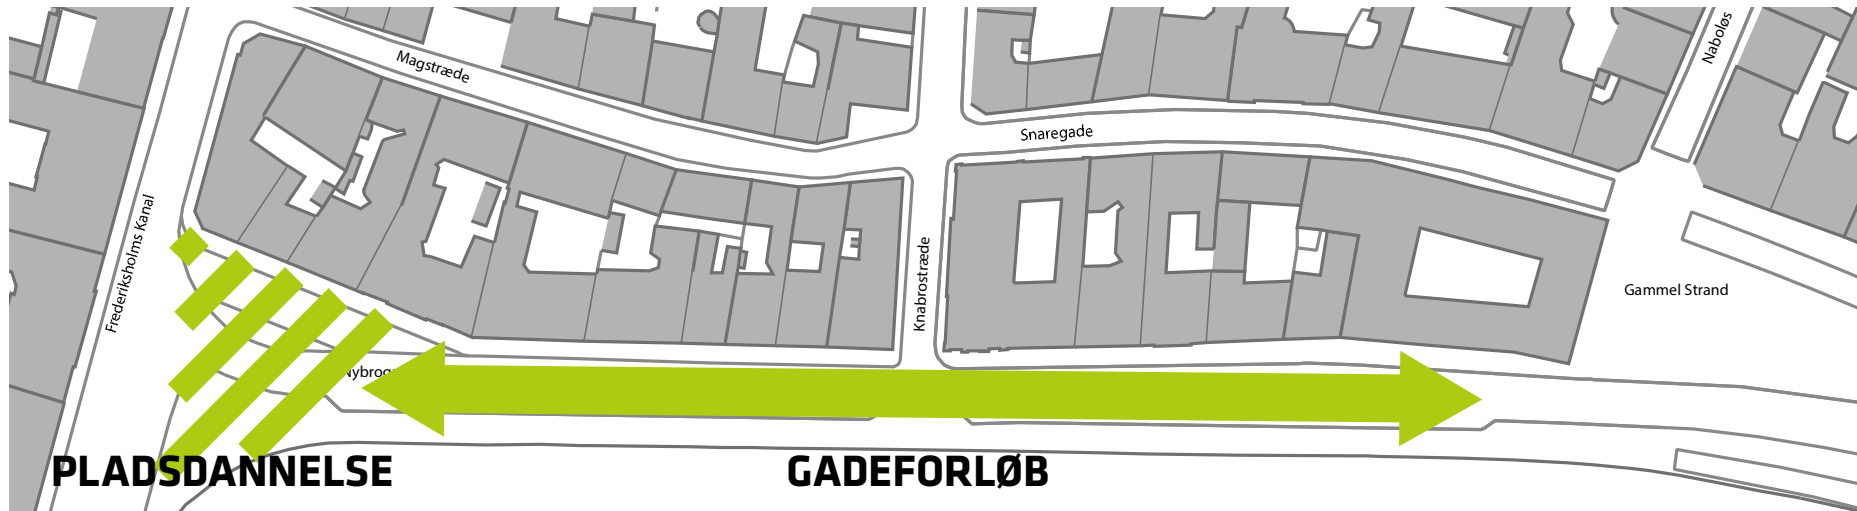 Magstræde
Snaregade
Naboløs
Frederiksholms Kanal
Knabrostræde
Gammel Strand
PLADSDANNELSE
GADEFORLØB